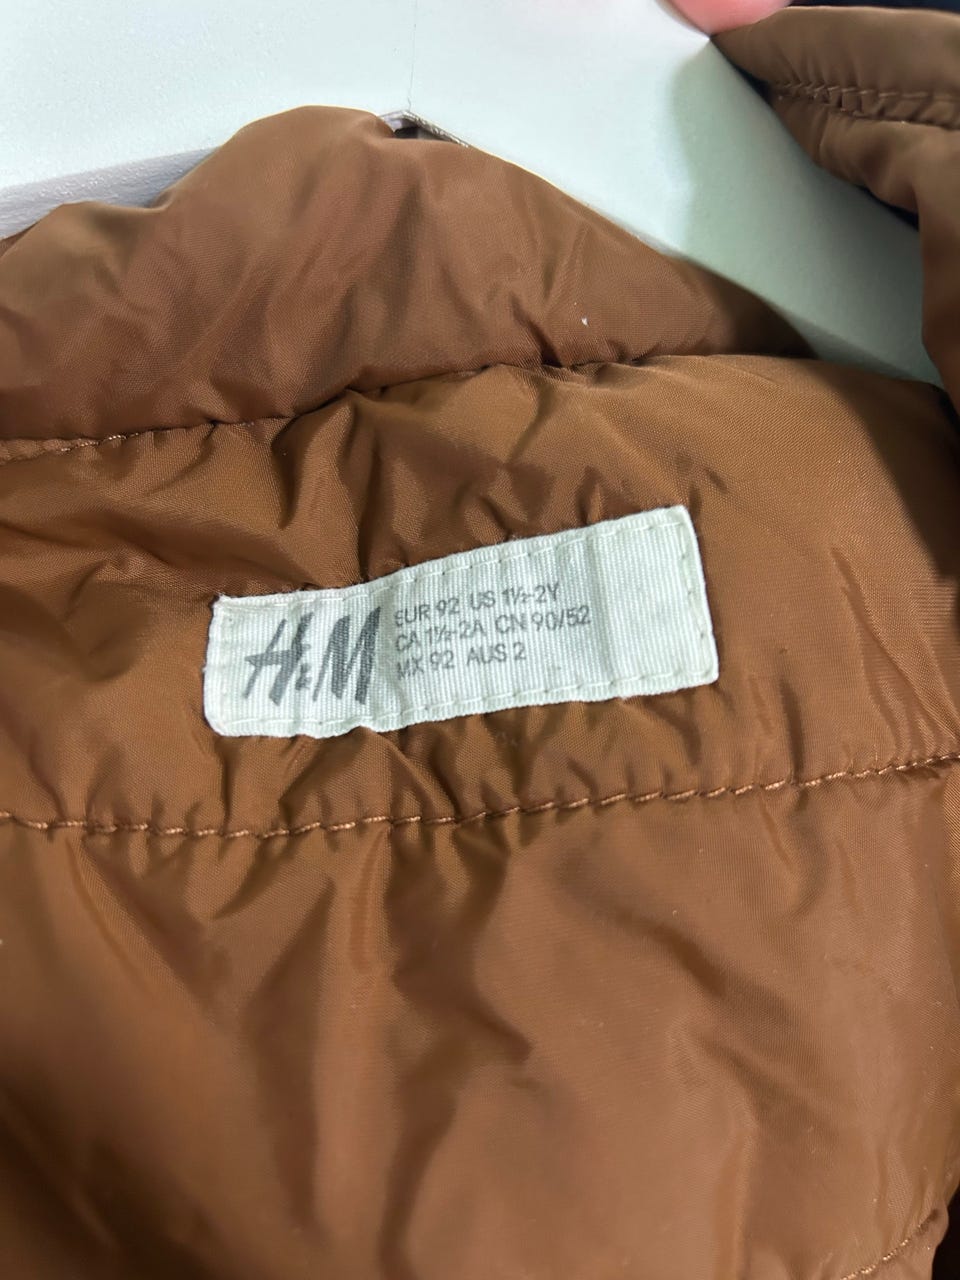 H&M
EUR 92 US 1½-2Y
CA 1½-2A CN 90/52
MX 92 AUS 2